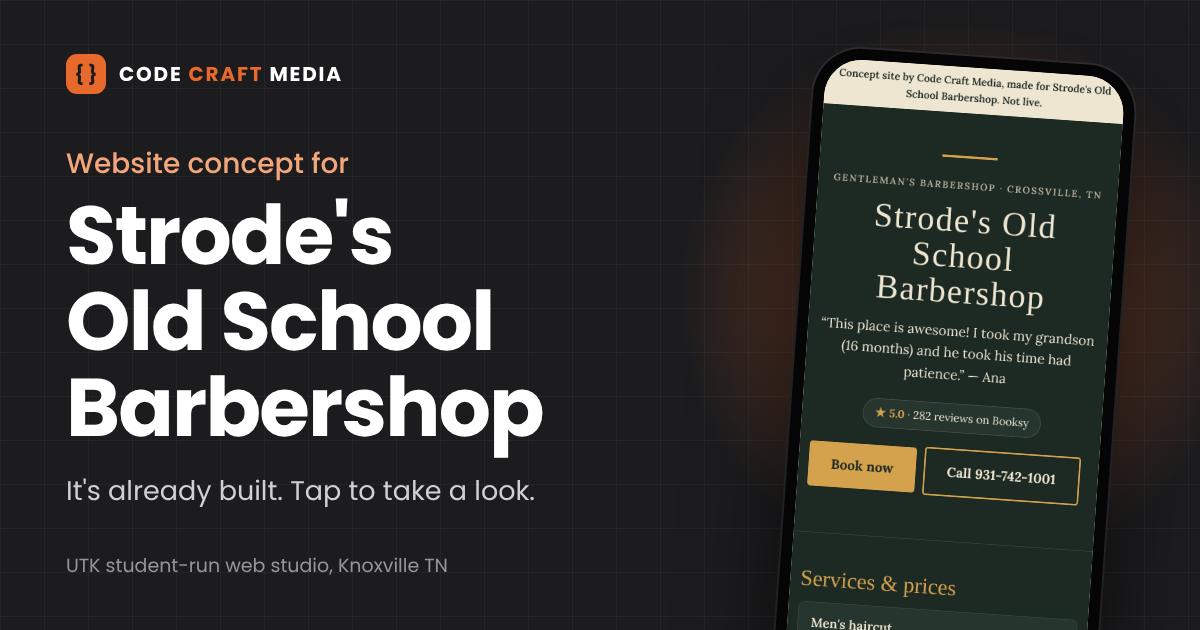 { } CODE CRAFT MEDIA
Website concept for
Strode's
Old School
Barbershop
It's already built. Tap to take a look.
UTK student-run web studio, Knoxville TN
Concept site by Code Craft Media, made for Strode's Old
School Barbershop. Not live.
GENTLEMAN'S BARBERSHOP · CROSSVILLE, TN
Strode's Old
School
Barbershop
“This place is awesome! I took my grandson
(16 months) and he took his time had
patience.” — Ana
★ 5.0 · 282 reviews on Booksy
Book now
Call 931-742-1001
Services & prices
Men's haircut